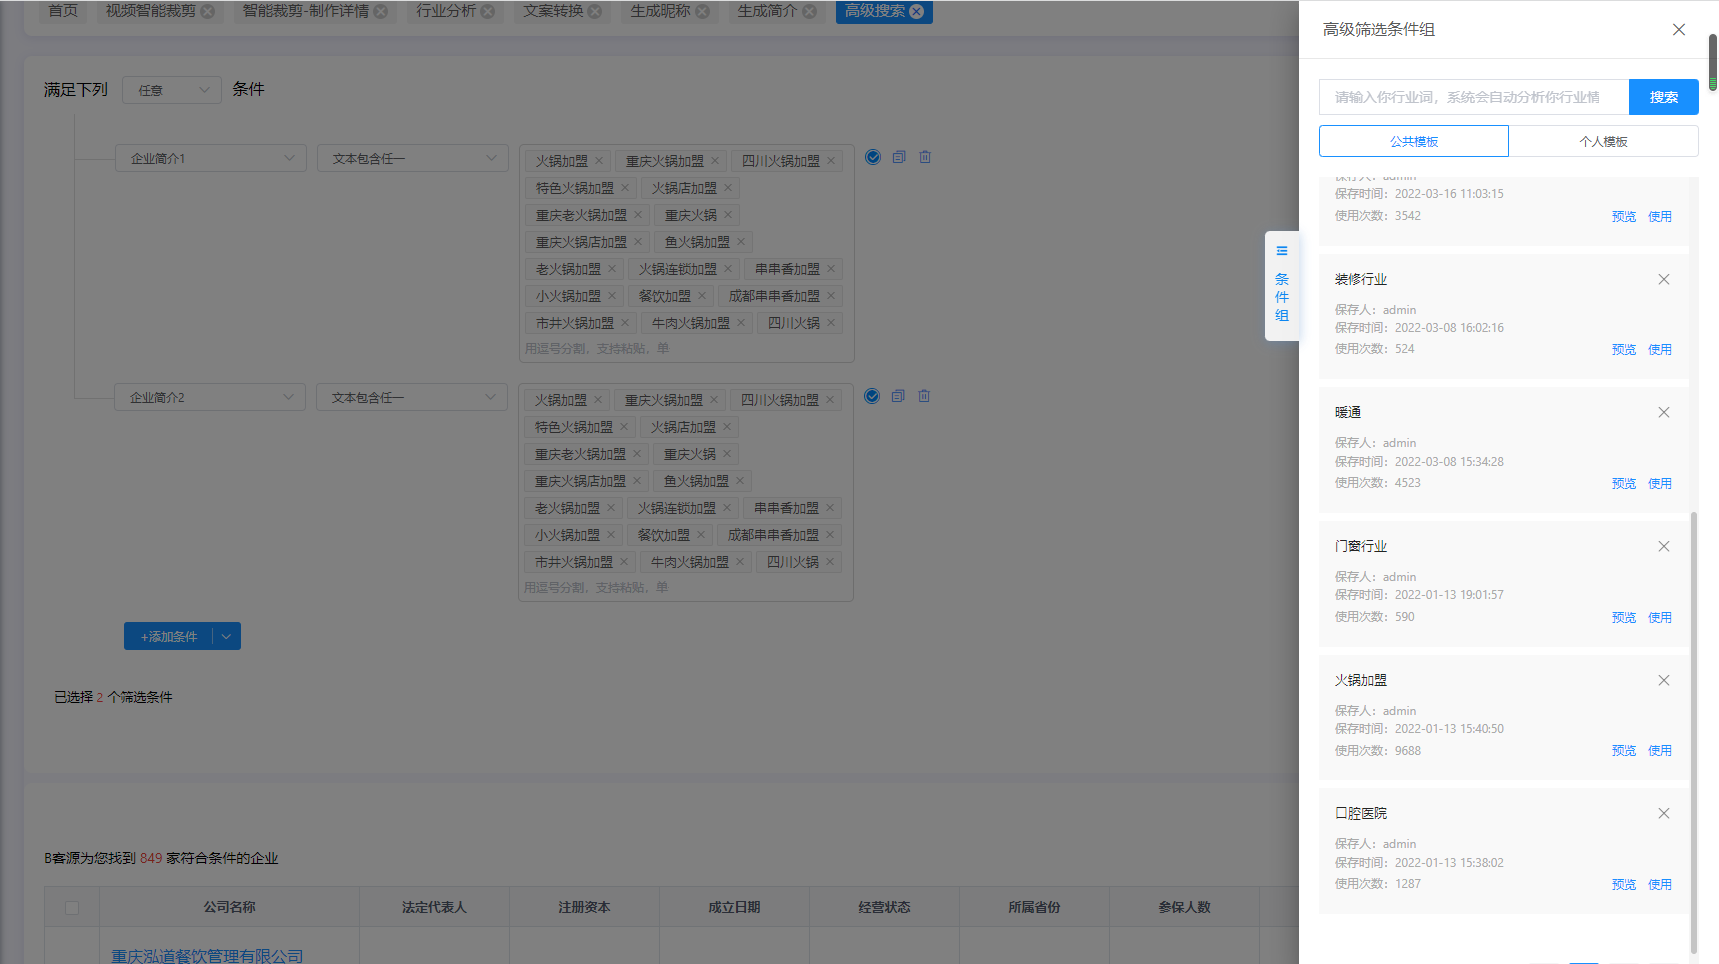 首页 视频智能裁剪 智能裁剪-制作详情 行业分析 文案转换 生成昵称 生成简介 高级搜索
满足下列 任意 条件
企业简介1 文本包含任一 火锅加盟 重庆火锅加盟 四川火锅加盟
特色火锅加盟 火锅店加盟
重庆老火锅加盟 重庆火锅
重庆火锅店加盟 鱼火锅加盟
老火锅加盟 火锅连锁加盟 串串香加盟
小火锅加盟 餐饮加盟 成都串串香加盟
市井火锅加盟 牛肉火锅加盟 四川火锅
用逗号分割，支持粘贴，单
企业简介2 文本包含任一 火锅加盟 重庆火锅加盟 四川火锅加盟
特色火锅加盟 火锅店加盟
重庆老火锅加盟 重庆火锅
重庆火锅店加盟 鱼火锅加盟
老火锅加盟 火锅连锁加盟 串串香加盟
小火锅加盟 餐饮加盟 成都串串香加盟
市井火锅加盟 牛肉火锅加盟 四川火锅
用逗号分割，支持粘贴，单
+添加条件
已选择 2 个筛选条件
B客源为您找到 849 家符合条件的企业
公司名称 法定代表人 注册资本 成立日期 经营状态 所属省份 参保人数
重庆泓道餐饮管理有限公司
条件组
高级筛选条件组
请输入你行业词，系统会自动分析你行业情 搜索
公共模板 个人模板
保存人：admin
保存时间：2022-03-16 11:03:15
使用次数：3542 预览 使用
装修行业
保存人：admin
保存时间：2022-03-08 16:02:16
使用次数：524 预览 使用
暖通
保存人：admin
保存时间：2022-03-08 15:34:28
使用次数：4523 预览 使用
门窗行业
保存人：admin
保存时间：2022-01-13 19:01:57
使用次数：590 预览 使用
火锅加盟
保存人：admin
保存时间：2022-01-13 15:40:50
使用次数：9688 预览 使用
口腔医院
保存人：admin
保存时间：2022-01-13 15:38:02
使用次数：1287 预览 使用